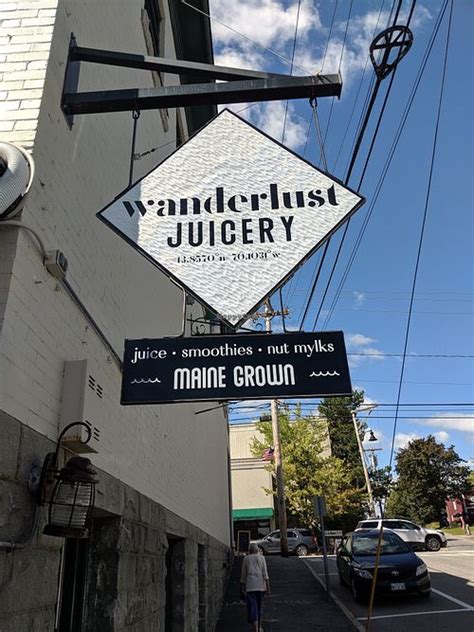 wanderlust
JUICERY
43.8570°n 70.1031°w
juice • smoothies • nut mylks
MAINE GROWN